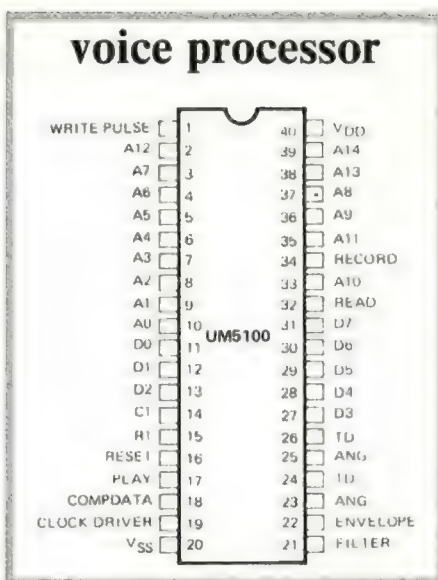 voice processor
WRITE PULSE 1 40 VDD
A12 2 39 A14
A7 3 38 A13
A6 4 37 A8
A5 5 36 A9
A4 6 35 A11
A3 7 34 RECORD
A2 8 33 A10
A1 9 32 READ
A0 10 31 D7
UM5100
D0 11 30 D6
D1 12 29 D5
D2 13 28 D4
C1 14 27 D3
R1 15 26 TD
RESET 16 25 ANG
PLAY 17 24 TD
COMPDATA 18 23 ANG
CLOCK DRIVER 19 22 ENVELOPE
VSS 20 21 FILTER